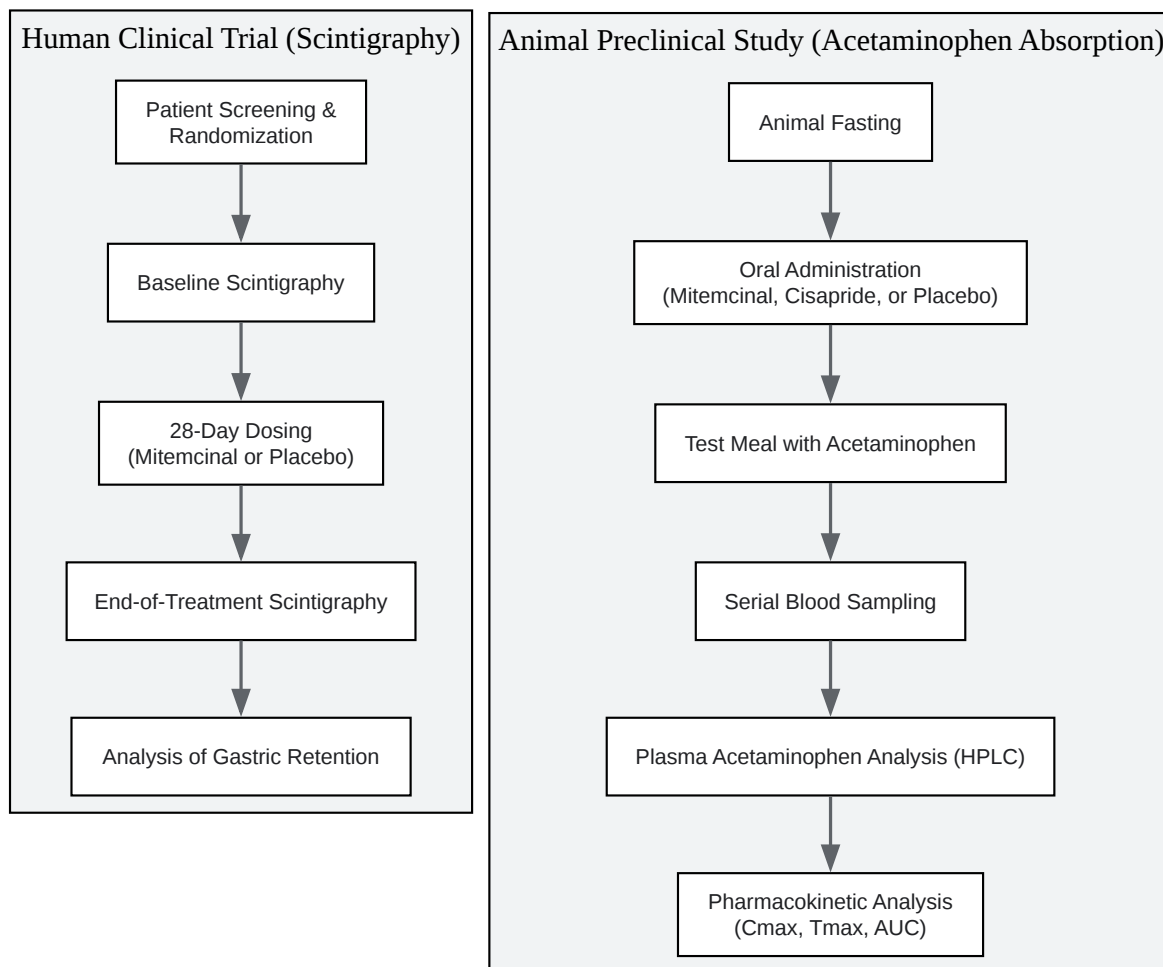 Human Clinical Trial (Scintigraphy)
Patient Screening &
Randomization
Baseline Scintigraphy
28-Day Dosing
(Mitemcinal or Placebo)
End-of-Treatment Scintigraphy
Analysis of Gastric Retention
Animal Preclinical Study (Acetaminophen Absorption)
Animal Fasting
Oral Administration
(Mitemcinal, Cisapride, or Placebo)
Test Meal with Acetaminophen
Serial Blood Sampling
Plasma Acetaminophen Analysis (HPLC)
Pharmacokinetic Analysis
(Cmax, Tmax, AUC)